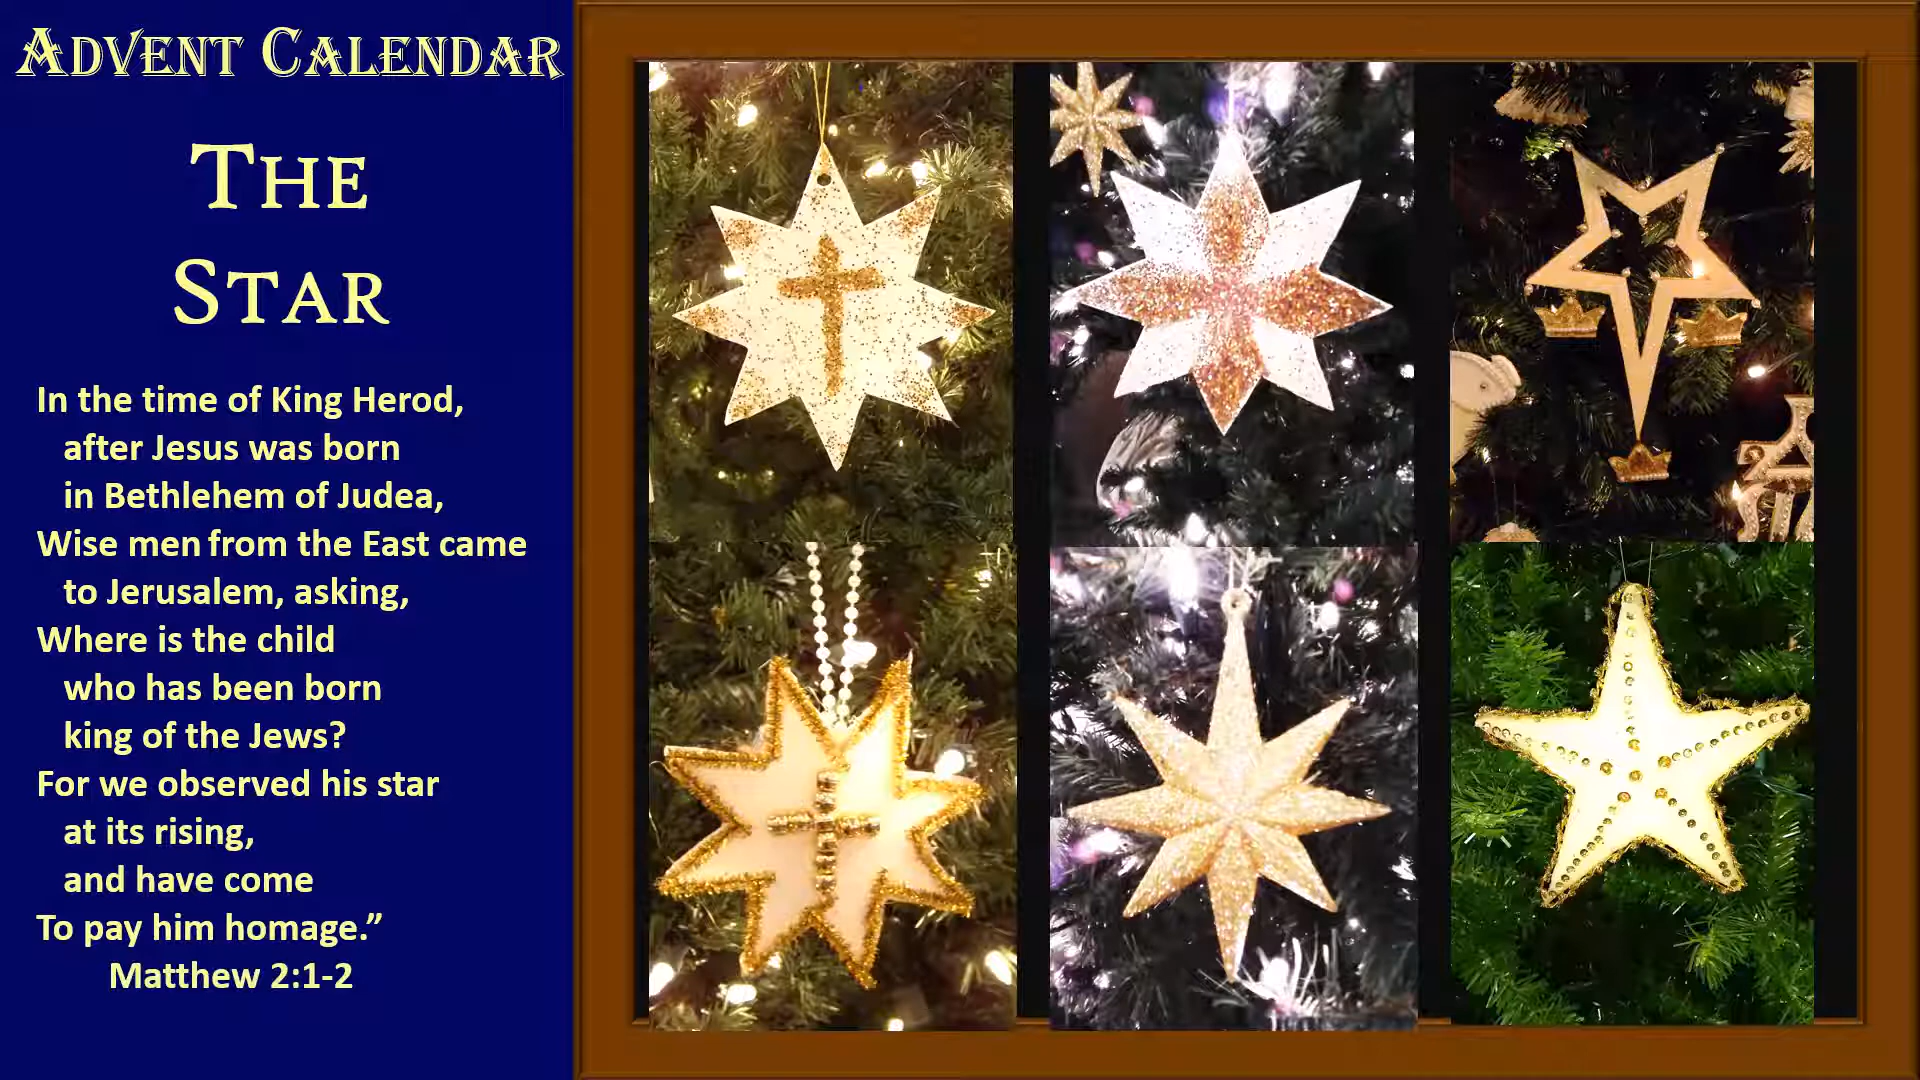 ADVENT CALENDAR
THE
STAR
In the time of King Herod,
after Jesus was born
in Bethlehem of Judea,
Wise men from the East came
to Jerusalem, asking,
Where is the child
who has been born
king of the Jews?
For we observed his star
at its rising,
and have come
To pay him homage.”
Matthew 2:1-2